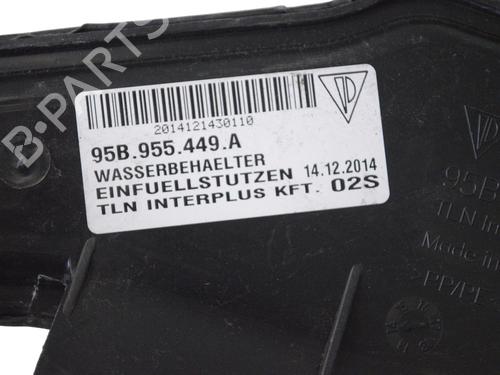 B-PARTS
2014121430110
95B.955.449.A
WASSERBEHAELTER
EINFUELLSTUTZEN 14.12.2014
TLN INTERPLUS KFT. 02S
95B
TLN
Made in
PP/PE